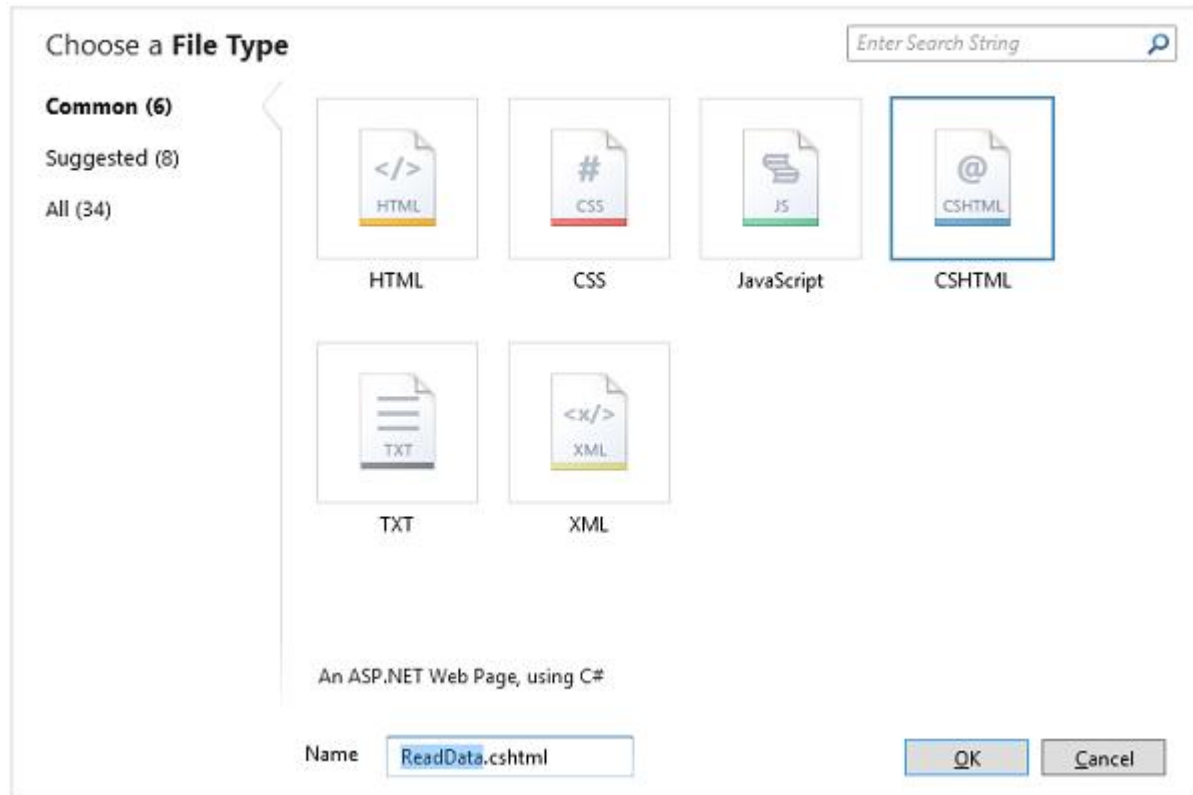 Choose a File Type
Enter Search String
Common (6)
Suggested (8)
All (34)
</>
HTML
#
CSS
JS
@
CSHTML
HTML
CSS
JavaScript
CSHTML
TXT
<x/>
XML
TXT
XML
An ASP.NET Web Page, using C#
Name
ReadData.cshtml
OK
Cancel